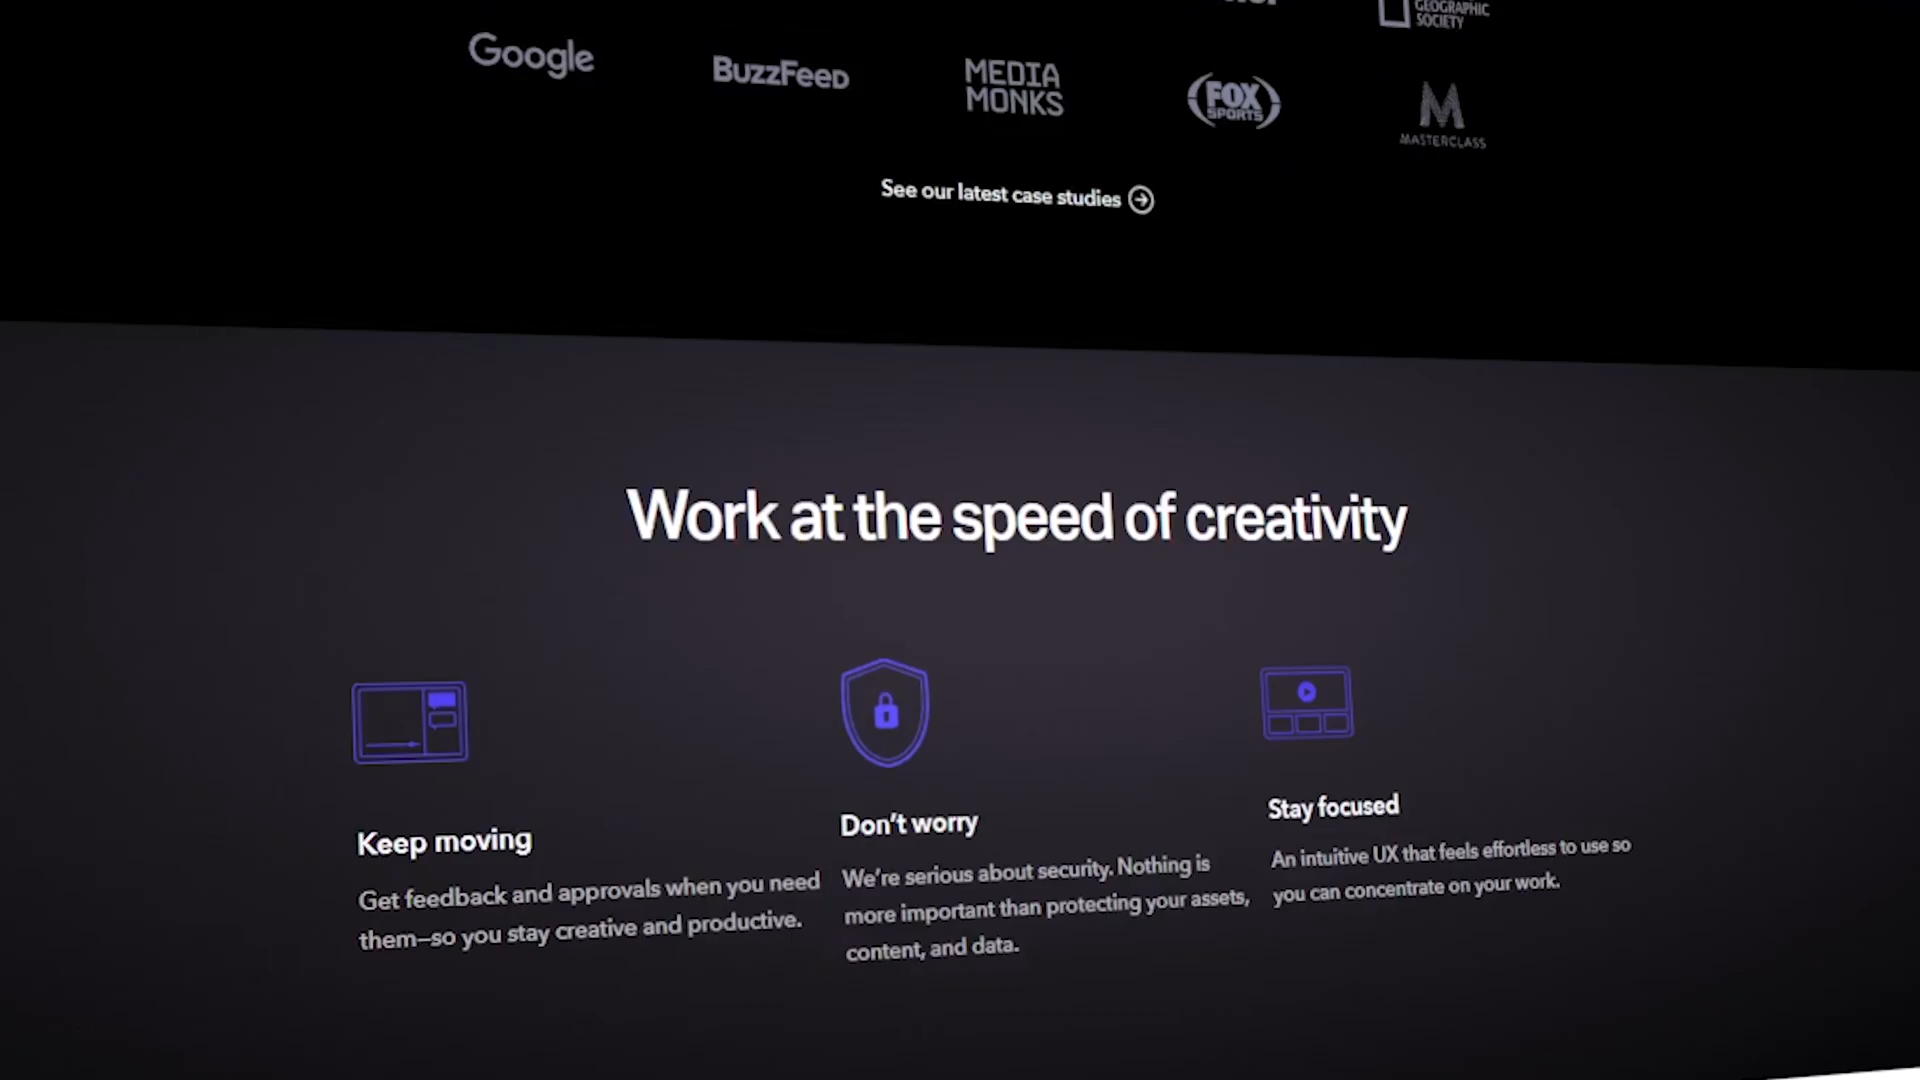 GEOGRAPHIC
SOCIETY
Google
BuzzFeed
MEDIA
MONKS
FOX
SPORTS
M
MASTERCLASS
See our latest case studies
Work at the speed of creativity
Keep moving
Get feedback and approvals when you need
them—so you stay creative and productive.
Don't worry
We're serious about security. Nothing is
more important than protecting your assets,
content, and data.
Stay focused
An intuitive UX that feels effortless to use so
you can concentrate on your work.